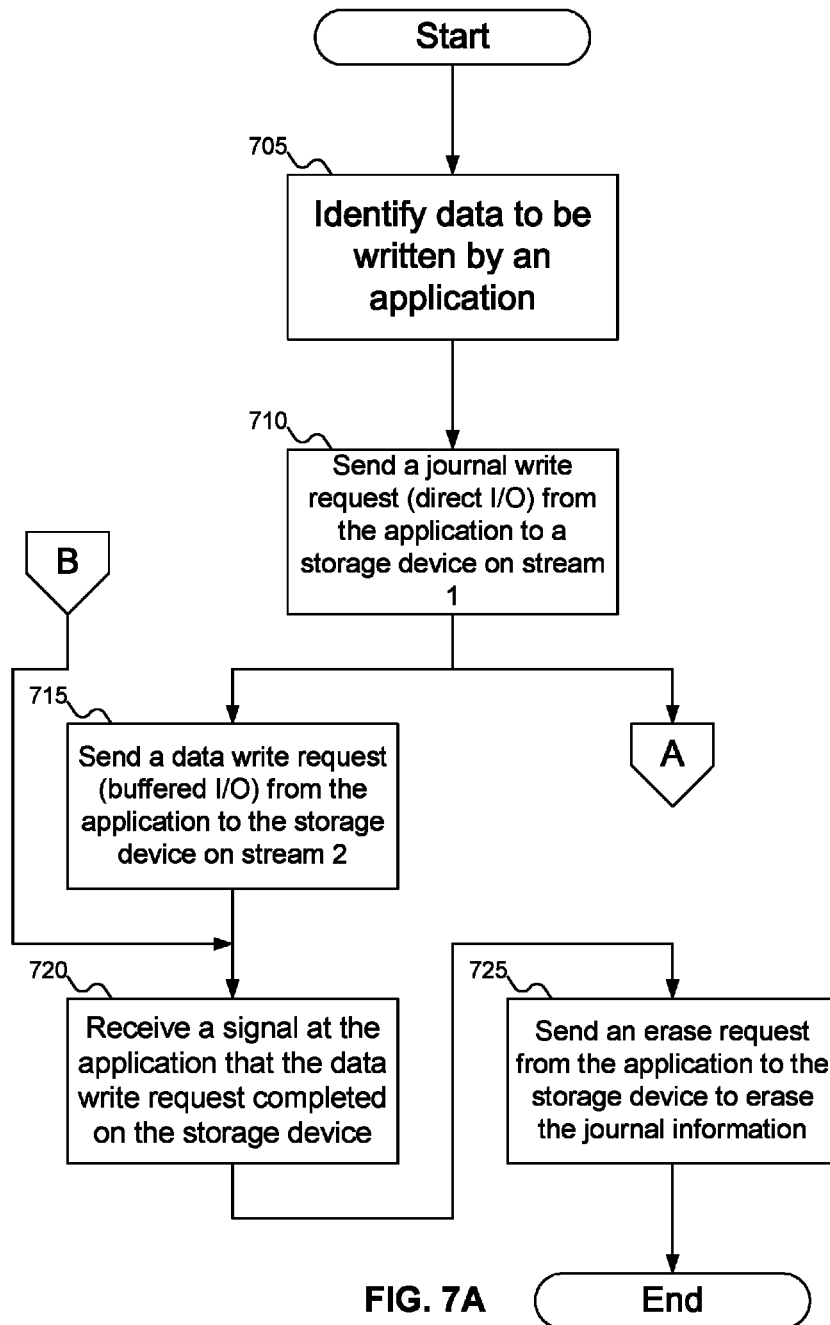 Start
705
Identify data to be
written by an
application
710
Send a journal write
request (direct I/O) from
the application to a
storage device on stream
1
B
715
Send a data write request
(buffered I/O) from the
application to the storage
device on stream 2
A
720
Receive a signal at the
application that the data
write request completed
on the storage device
725
Send an erase request
from the application to the
storage device to erase
the journal information
FIG. 7A
End